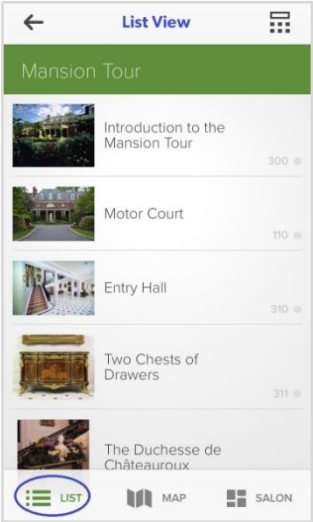 List View
Mansion Tour
Introduction to the
Mansion Tour
300
Motor Court
110
Entry Hall
310
Two Chests of
Drawers
311
The Duchesse de
Châteauroux
LIST
MAP
SALON